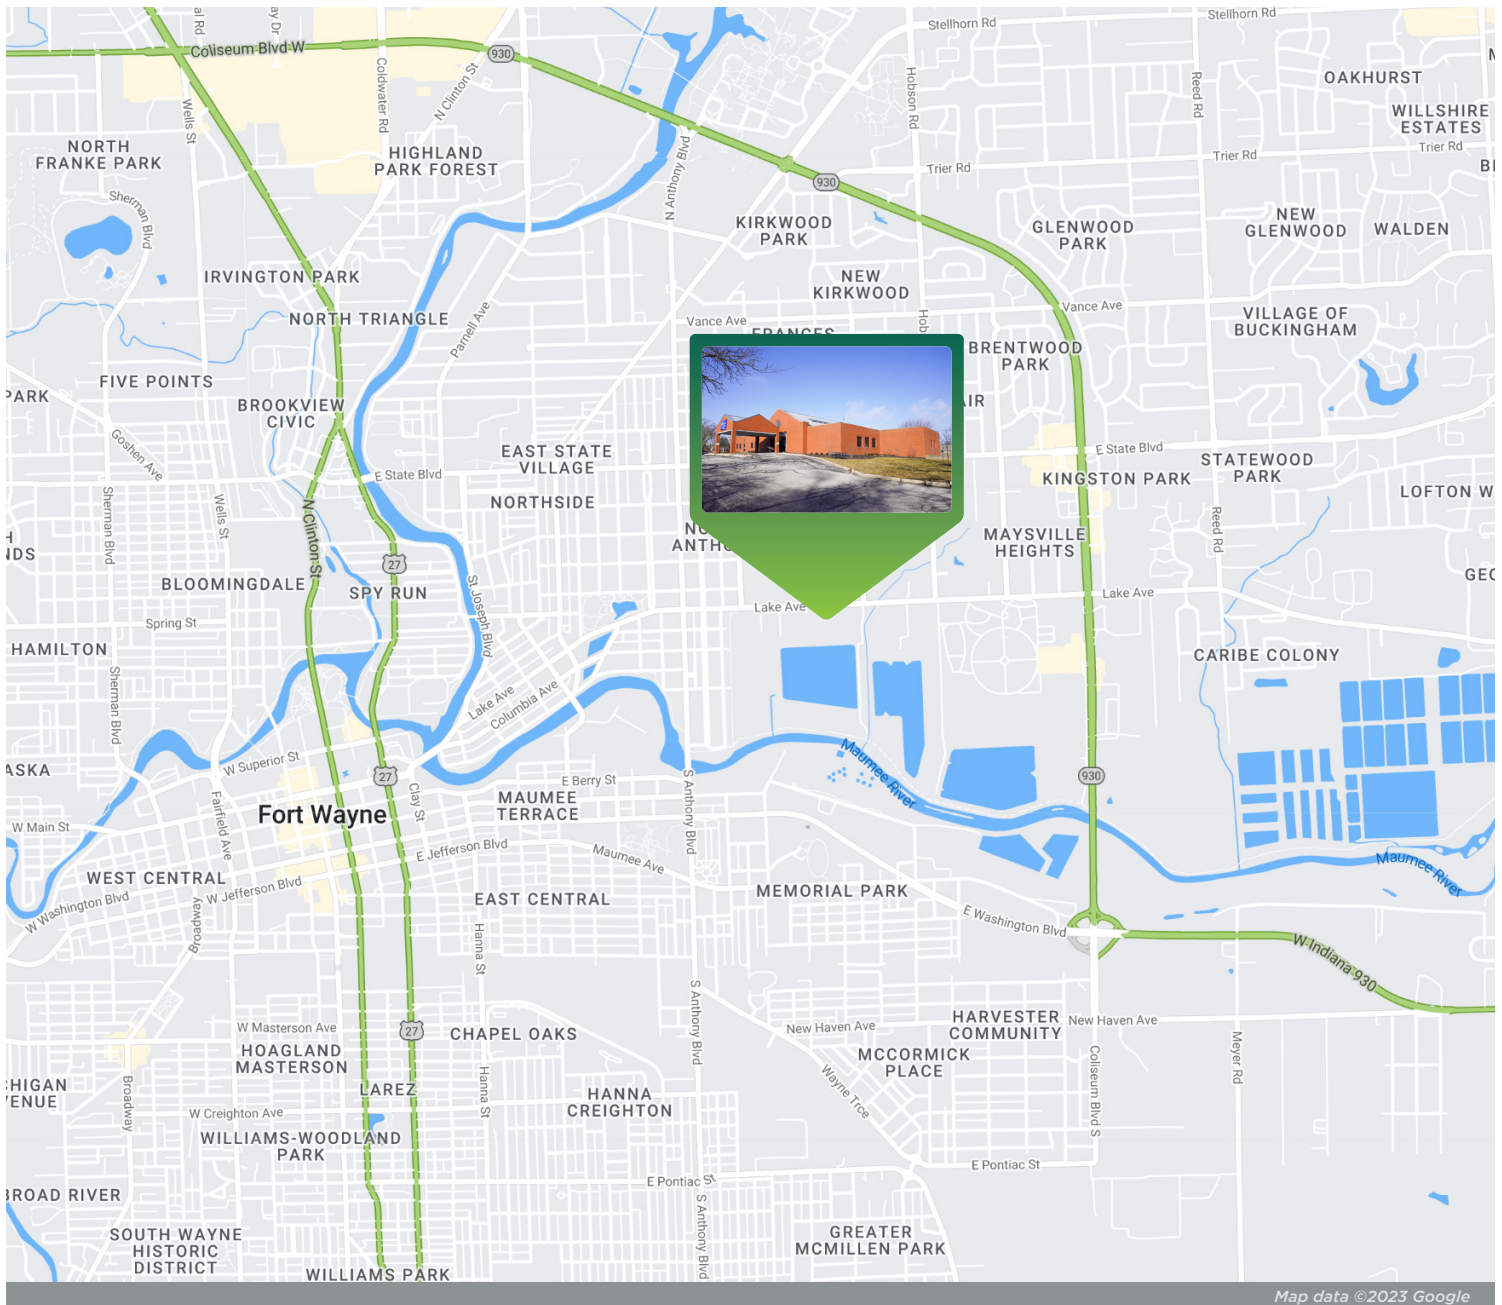 Stellhorn Rd
Stellhorn Rd
Coliseum Blvd W
930
N Clinton St
Coldwater Rd
Wells St
Hobson Rd
Reed Rd
OAKHURST
WILLSHIRE
ESTATES
NORTH
FRANKE PARK
HIGHLAND
PARK FOREST
N Anthony Blvd
930
Trier Rd
Trier Rd
Trier Rd
Sherman Blvd
KIRKWOOD
PARK
GLENWOOD
PARK
NEW
GLENWOOD
WALDEN
IRVINGTON PARK
NEW
KIRKWOOD
NORTH TRIANGLE
Parnell Ave
Vance Ave
Vance Ave
VILLAGE OF
BUCKINGHAM
BRENTWOOD
PARK
FIVE POINTS
PARK
BROOKVIEW
CIVIC
Goshen Ave
EAST STATE
VILLAGE
E State Blvd
E State Blvd
STATEWOOD
PARK
KINGSTON PARK
NORTHSIDE
LOFTON W
Sherman Blvd
Wells St
N Clinton St
27
Reed Rd
MAYSVILLE
HEIGHTS
BLOOMINGDALE
SPY RUN
St Joseph Blvd
Lake Ave
Lake Ave
Spring St
HAMILTON
CARIBE COLONY
Sherman Blvd
Lake Ave
Columbia Ave
W Superior St
Maumee River
27
E Berry St
S Anthony Blvd
930
Fort Wayne
Clay St
MAUMEE
TERRACE
W Main St
Fairfield Ave
E Jefferson Blvd
Maumee Ave
Maumee River
WEST CENTRAL
W Jefferson Blvd
W Washington Blvd
EAST CENTRAL
MEMORIAL PARK
E Washington Blvd
Broadway
Hanna St
W Indiana 930
S Anthony Blvd
W Masterson Ave
27
CHAPEL OAKS
New Haven Ave
HARVESTER
COMMUNITY
New Haven Ave
HOAGLAND
MASTERSON
MCCORMICK
PLACE
Coliseum Blvd S
Meyer Rd
LAREZ
Hanna St
HANNA
CREIGHTON
Wayne Trce
Broadway
W Creighton Ave
WILLIAMS-WOODLAND
PARK
E Pontiac St
E Pontiac St
BROAD RIVER
S Anthony Blvd
SOUTH WAYNE
HISTORIC
DISTRICT
GREATER
MCMILLEN PARK
WILLIAMS PARK
Map data ©2023 Google